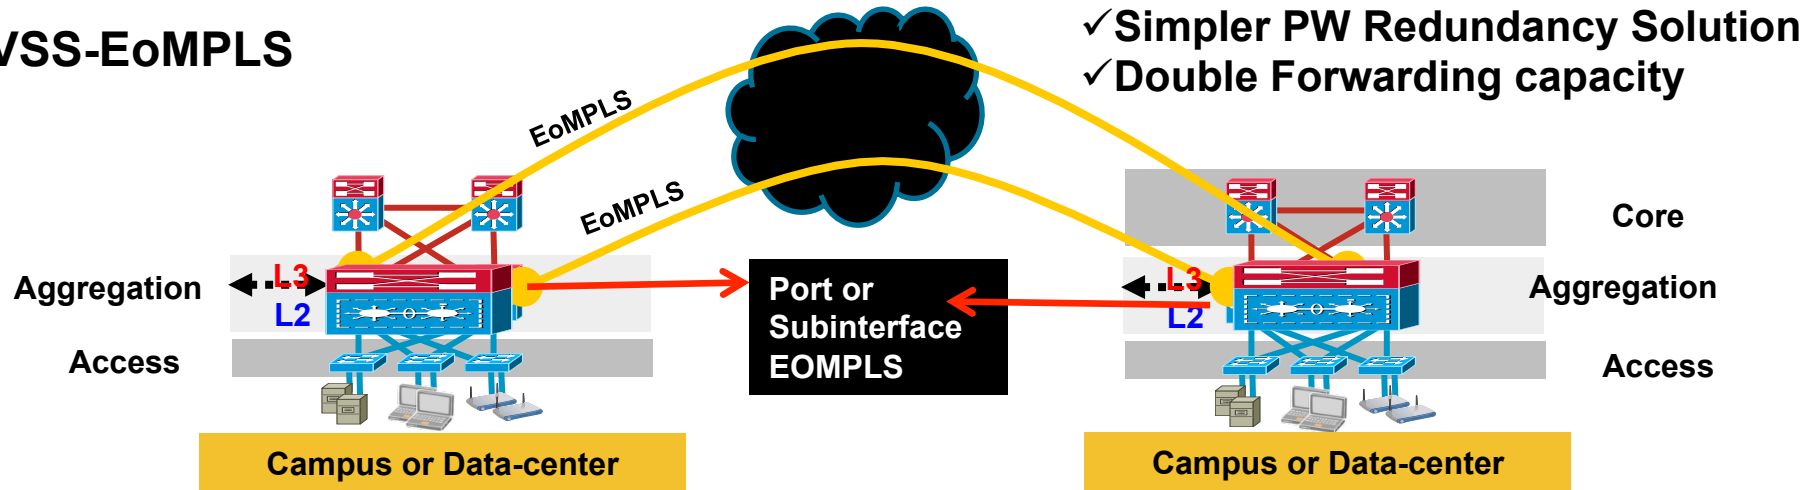 VSS-EoMPLS
✓Simpler PW Redundancy Solution
✓Double Forwarding capacity
EoMPLS
EoMPLS
Core
Aggregation
L3
L2
Port or
Subinterface
EOMPLS
L3
L2
Aggregation
Access
Access
Campus or Data-center
Campus or Data-center